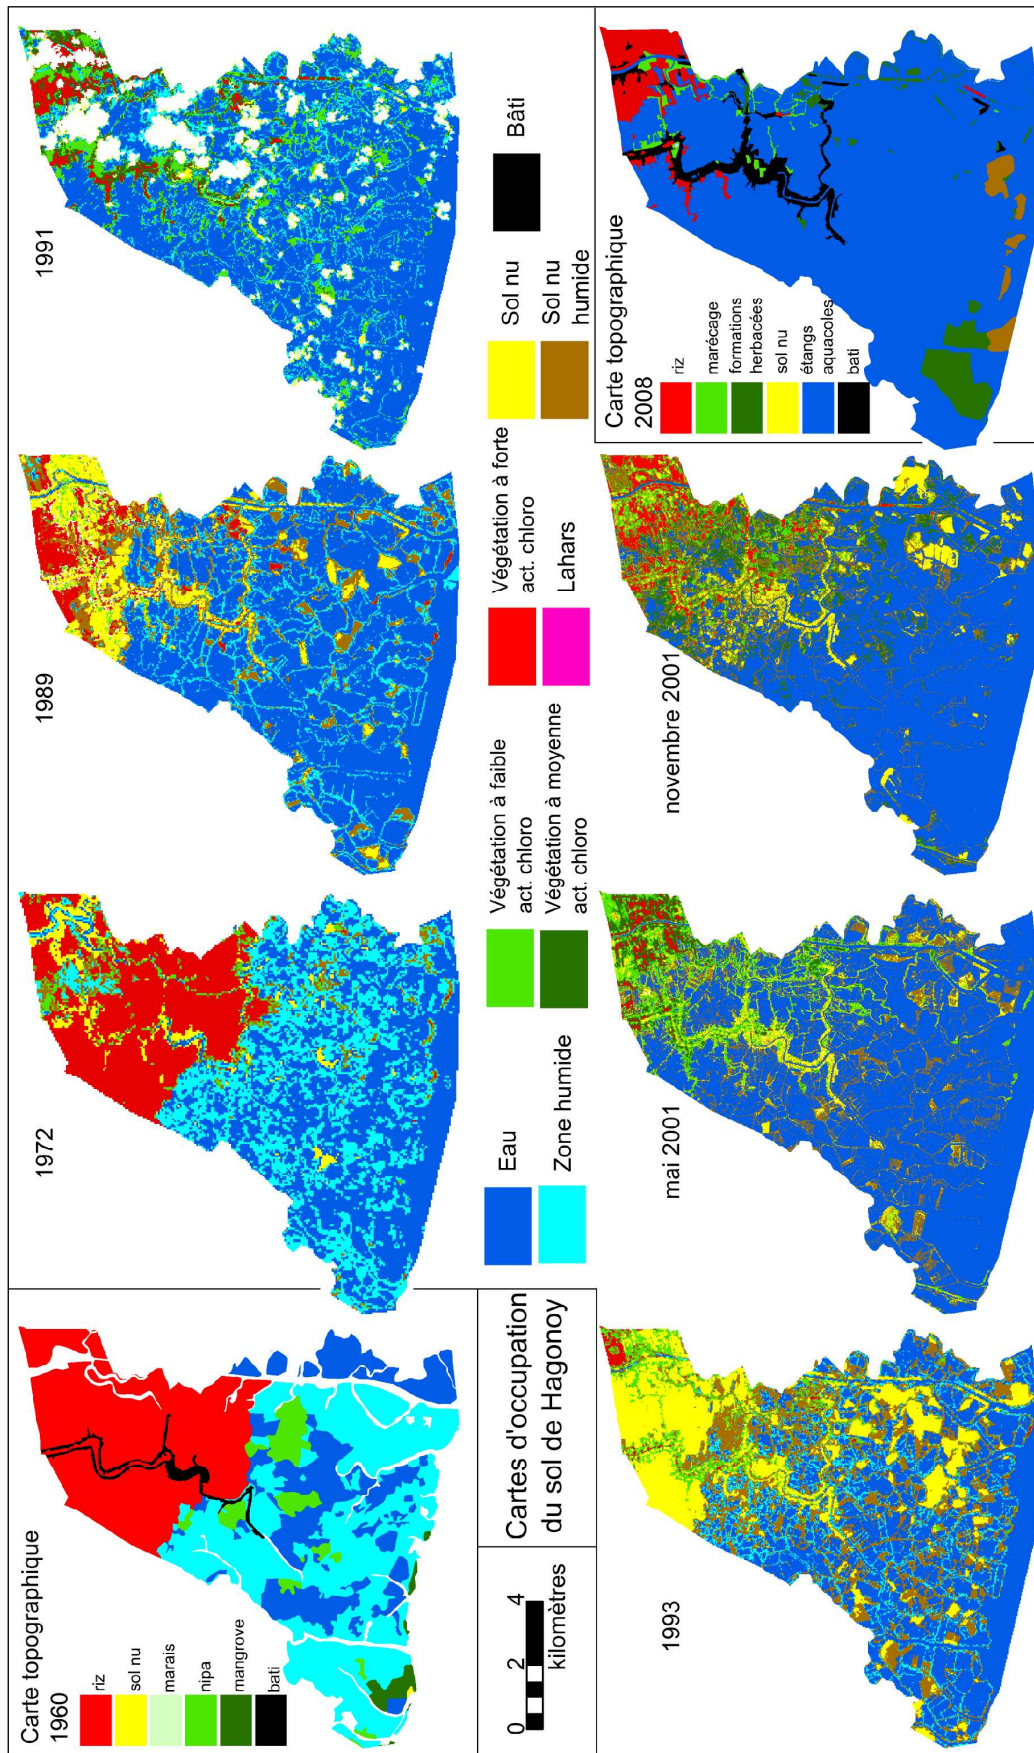 Carte topographique
1960
riz
sol nu
marais
nipa
mangrove
bati
1972
1989
1991
0 2 4
kilomètres
Cartes d'occupation
du sol de Hagonoy
Eau
Zone humide
Végétation à faible
act. chloro
Végétation à moyenne
act. chloro
Végétation à forte
act. chloro
Lahars
Sol nu
Sol nu
humide
Bâti
1993
mai 2001
novembre 2001
Carte topographique
2008
riz
marécage
formations
herbacées
sol nu
étangs
aquacoles
bati